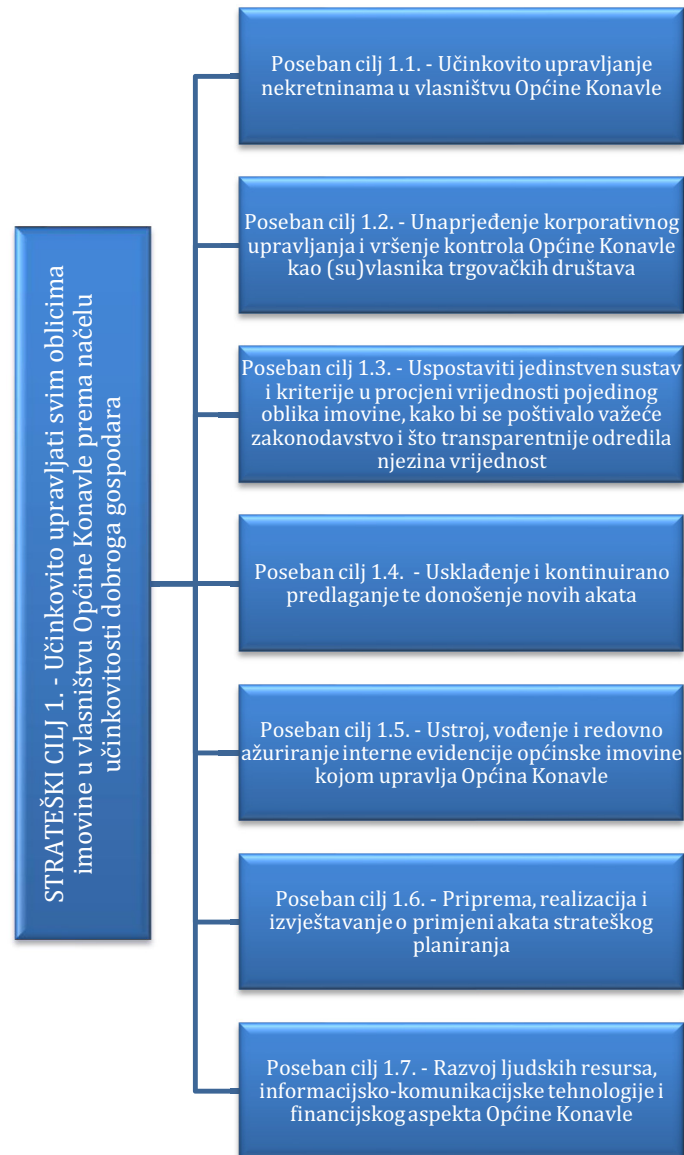 STRATEŠKI CILJ 1. - Učinkovito upravljati svim oblicima
imovine u vlasništvu Općine Konavle prema načelu
učinkovitosti dobroga gospodara
Poseban cilj 1.1. - Učinkovito upravljanje
nekretninama u vlasništvu Općine Konavle
Poseban cilj 1.2. - Unaprjeđenje korporativnog
upravljanja i vršenje kontrola Općine Konavle
kao (su)vlasnika trgovačkih društava
Poseban cilj 1.3. - Uspostaviti jedinstven sustav
i kriterije u procjeni vrijednosti pojedinog
oblika imovine, kako bi se poštivalo važeće
zakonodavstvo i što transparentnije odredila
njezina vrijednost
Poseban cilj 1.4. - Usklađenje i kontinuirano
predlaganje te donošenje novih akata
Poseban cilj 1.5. - Ustroj, vođenje i redovno
ažuriranje interne evidencije općinske imovine
kojom upravlja Općina Konavle
Poseban cilj 1.6. - Priprema, realizacija i
izvještavanje o primjeni akata strateškog
planiranja
Poseban cilj 1.7. - Razvoj ljudskih resursa,
informacijsko-komunikacijske tehnologije i
financijskog aspekta Općine Konavle